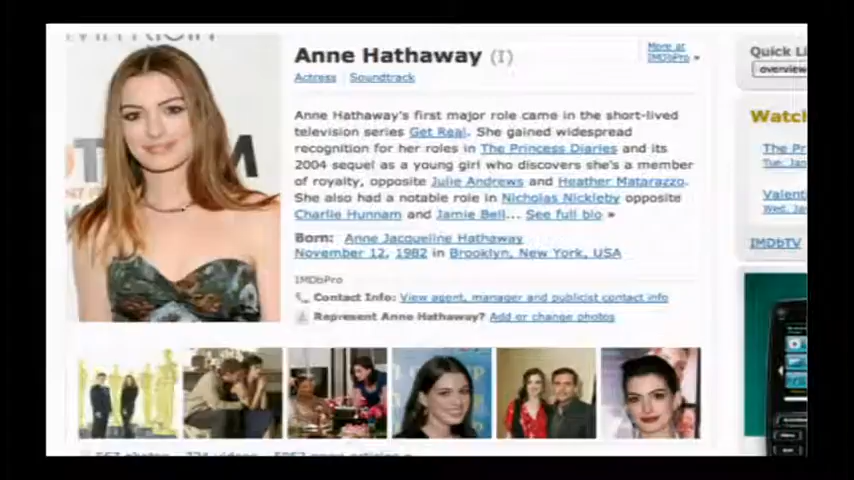 Anne Hathaway (I)
More at
IMDbPro »
Actress | Soundtrack
Anne Hathaway's first major role came in the short-lived
television series Get Real. She gained widespread
recognition for her roles in The Princess Diaries and its
2004 sequel as a young girl who discovers she's a member
of royalty, opposite Julie Andrews and Heather Matarazzo.
She also had a notable role in Nicholas Nickleby opposite
Charlie Hunnam and Jamie Bell... See full bio »
Born: Anne Jacqueline Hathaway
November 12, 1982 in Brooklyn, New York, USA
IMDbPro
Contact Info: View agent, manager and publicist contact info
Represent Anne Hathaway? Add or change photos
Quick Li
overview
Watch
The Pr
Tue, Jan
Valenti
Wed, Ja
IMDbTV